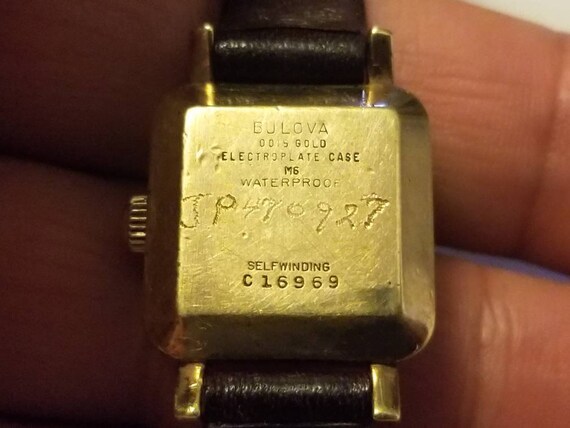 BULOVA
0015 GOLD
ELECTROPLATE CASE
M6
WATERPROOF
JP470927
SELFWINDING
C16969